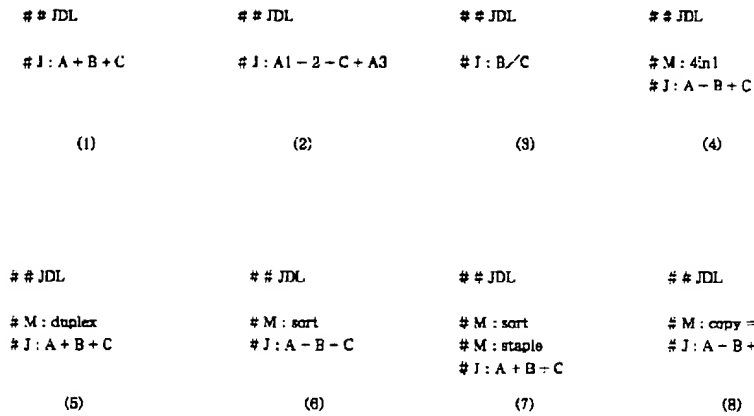 # # JDL
# # JDL
# # JDL
# # JDL
# J : A + B + C
# J : A1 - 2 - C + A3
# J : B/C
# M : 4in1
# J : A - B + C
(1)
(2)
(3)
(4)
# # JDL
# # JDL
# # JDL
# # JDL
# M : duplex
# M : sort
# M : sort
# M : copy =
# J : A + B + C
# J : A - B - C
# M : staple
# J : A - B +
# J : A + B - C
(5)
(6)
(7)
(8)